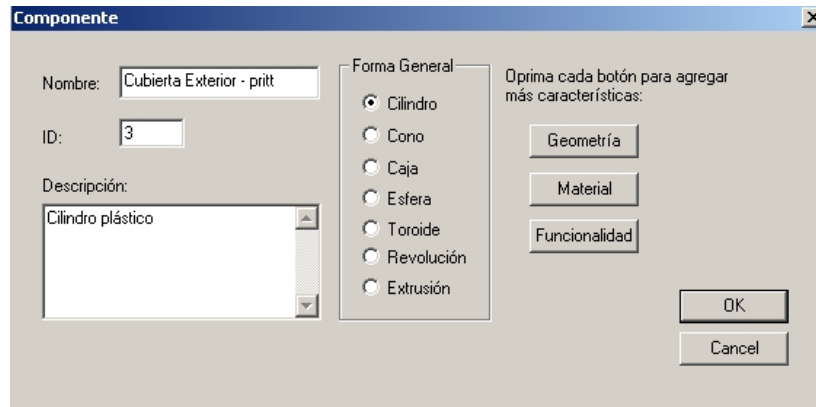 Componente
Nombre:
Cubierta Exterior - pritt
ID:
3
Descripción:
Cilindro plástico
Forma General
Cilindro
Cono
Caja
Esfera
Toroide
Revolución
Extrusión
Oprima cada botón para agregar
más características:
Geometría
Material
Funcionalidad
OK
Cancel